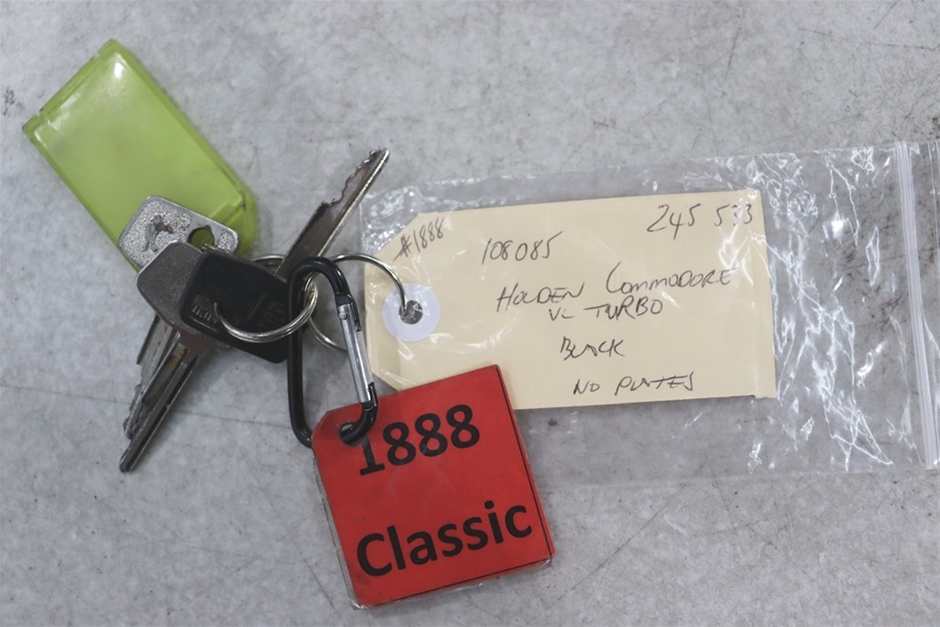 #1888
245 533
108085
HOLDEN COMMODORE
VL TURBO
BLACK
NO PLATES
1888
Classic